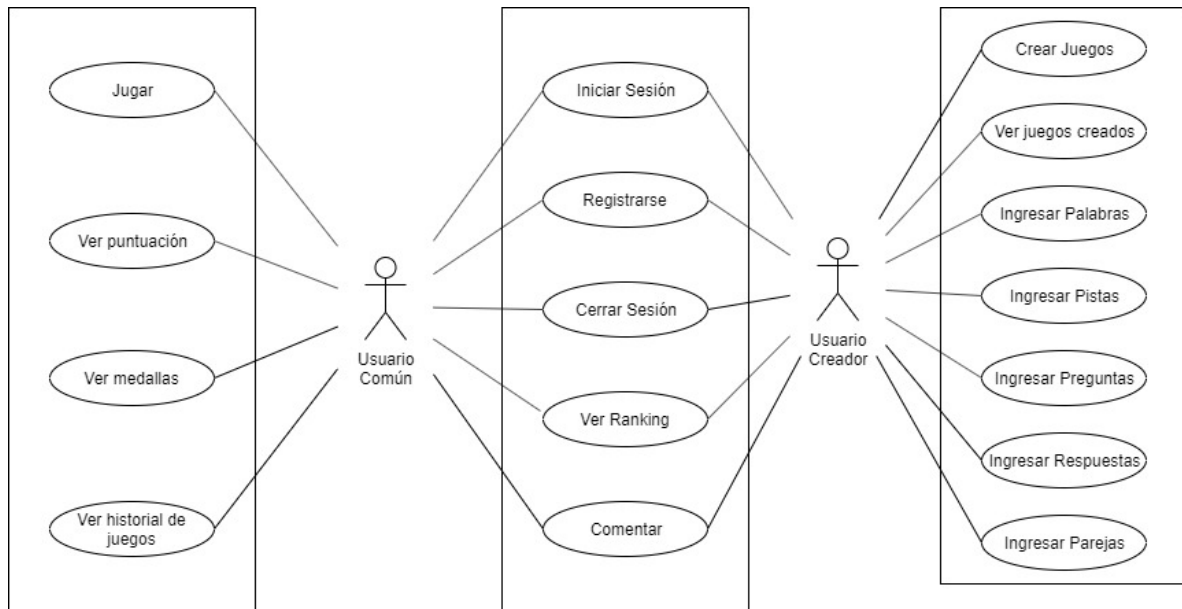 Jugar
Ver puntuación
Ver medallas
Ver historial de
juegos
Usuario
Común
Iniciar Sesión
Registrarse
Cerrar Sesión
Ver Ranking
Comentar
Usuario
Creador
Crear Juegos
Ver juegos creados
Ingresar Palabras
Ingresar Pistas
Ingresar Preguntas
Ingresar Respuestas
Ingresar Parejas